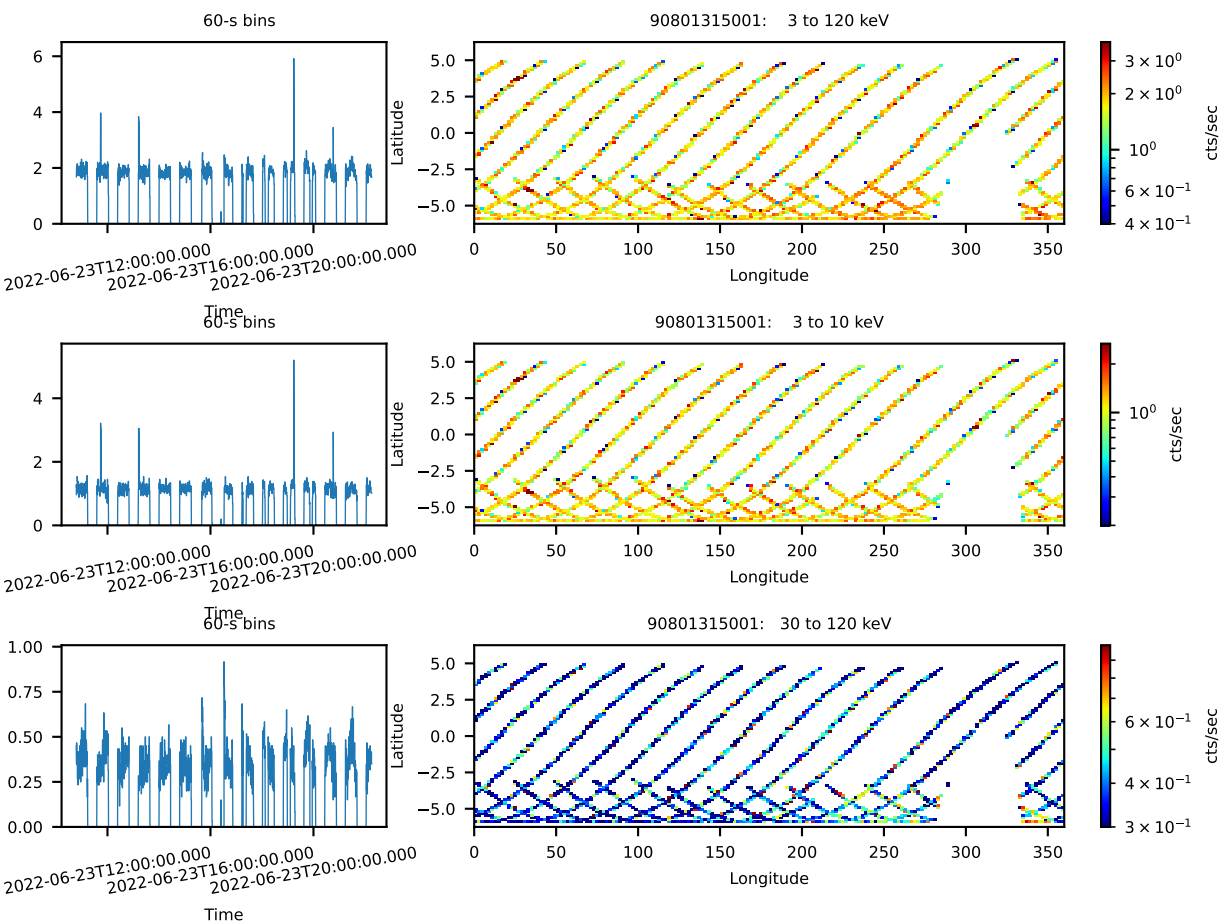 60-s bins
90801315001:    3 to 120 keV
6
4
2
0
Latitude
5.0
2.5
0.0
−2.5
−5.0
3 × 10⁰
2 × 10⁰
10⁰
6 × 10⁻¹
4 × 10⁻¹
cts/sec
0 50 100 150 200 250 300 350
2022-06-23T12:00:00.000
2022-06-23T16:00:00.000
2022-06-23T20:00:00.000
Longitude
Time
60-s bins
90801315001:    3 to 10 keV
4
2
0
Latitude
5.0
2.5
0.0
−2.5
−5.0
10⁰
cts/sec
0 50 100 150 200 250 300 350
2022-06-23T12:00:00.000
2022-06-23T16:00:00.000
2022-06-23T20:00:00.000
Longitude
Time
60-s bins
90801315001:   30 to 120 keV
1.00
0.75
0.50
0.25
0.00
Latitude
5.0
2.5
0.0
−2.5
−5.0
6 × 10⁻¹
4 × 10⁻¹
3 × 10⁻¹
cts/sec
0 50 100 150 200 250 300 350
2022-06-23T12:00:00.000
2022-06-23T16:00:00.000
2022-06-23T20:00:00.000
Longitude
Time